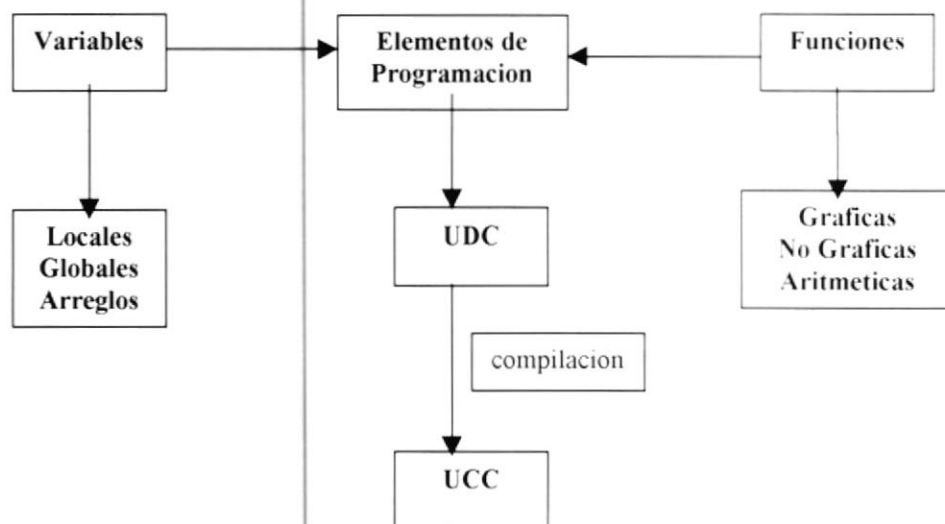 Variables
Elementos de
Programacion
Funciones
Locales
Globales
Arreglos
UDC
Graficas
No Graficas
Aritmeticas
compilacion
UCC